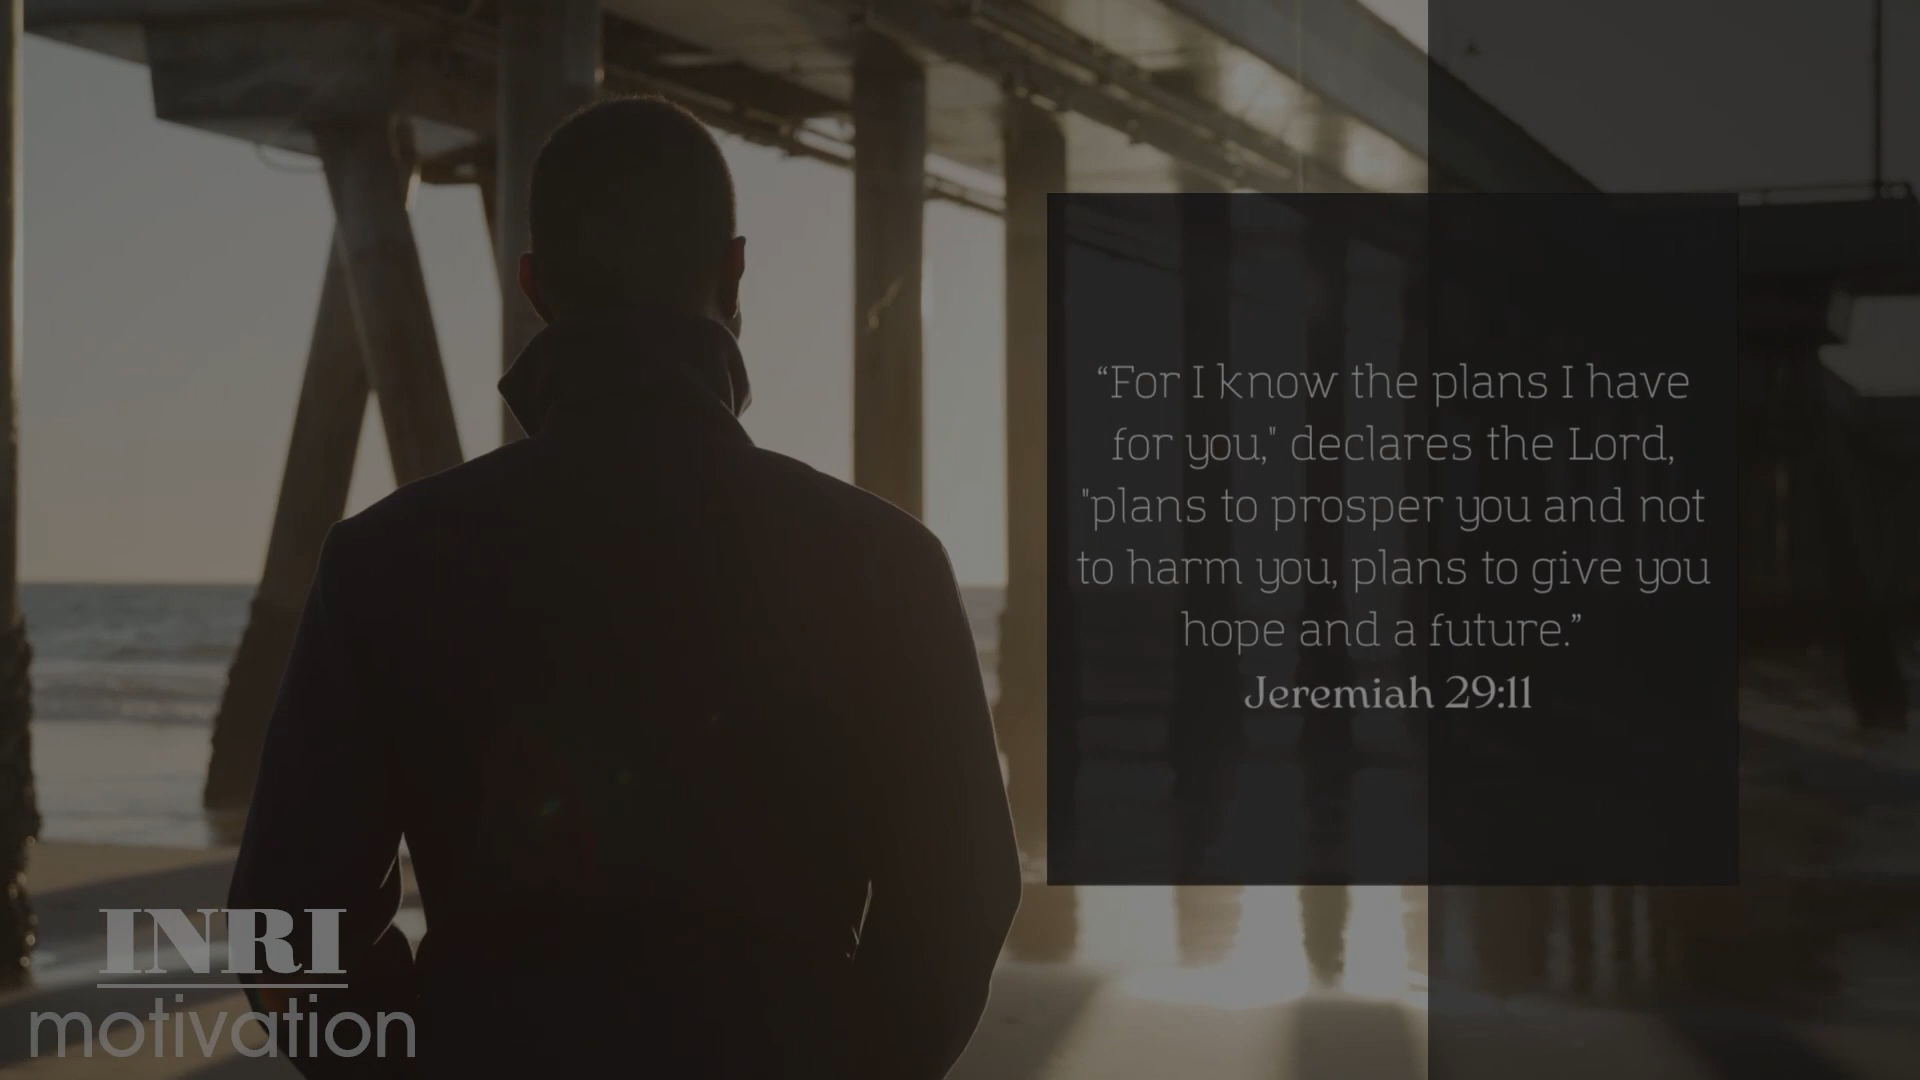 “For I know the plans I have
for you," declares the Lord,
"plans to prosper you and not
to harm you, plans to give you
hope and a future.”
Jeremiah 29:11
INRI
motivation